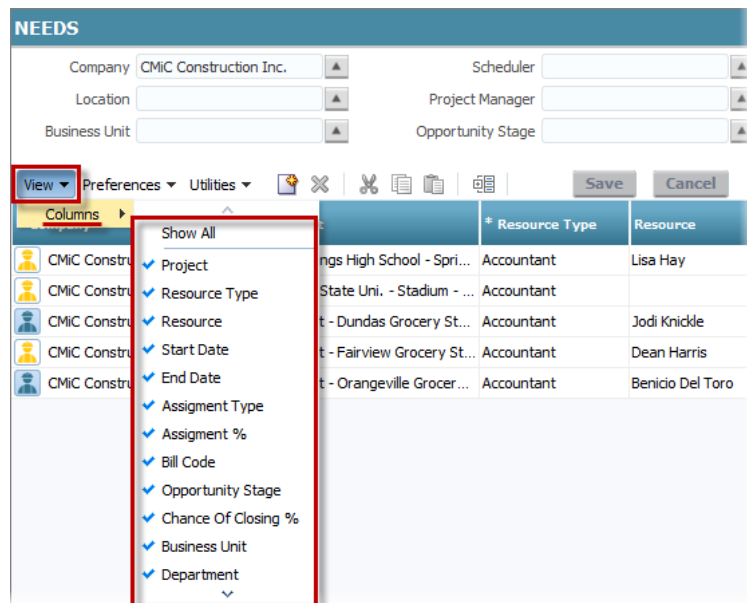 NEEDS
Company CMiC Construction Inc. Scheduler
Location Project Manager
Business Unit Opportunity Stage
View Preferences Utilities Save Cancel
Columns
Show All
* Resource Type Resource
Project
Resource Type
Resource
Start Date
End Date
Assigment Type
Assigment %
Bill Code
Opportunity Stage
Chance Of Closing %
Business Unit
Department
CMiC Constru ngs High School - Spri... Accountant Lisa Hay
CMiC Constru State Uni. - Stadium - ... Accountant
CMiC Constru t - Dundas Grocery St... Accountant Jodi Knickle
CMiC Constru t - Fairview Grocery St... Accountant Dean Harris
CMiC Constru t - Orangeville Grocer... Accountant Benicio Del Toro